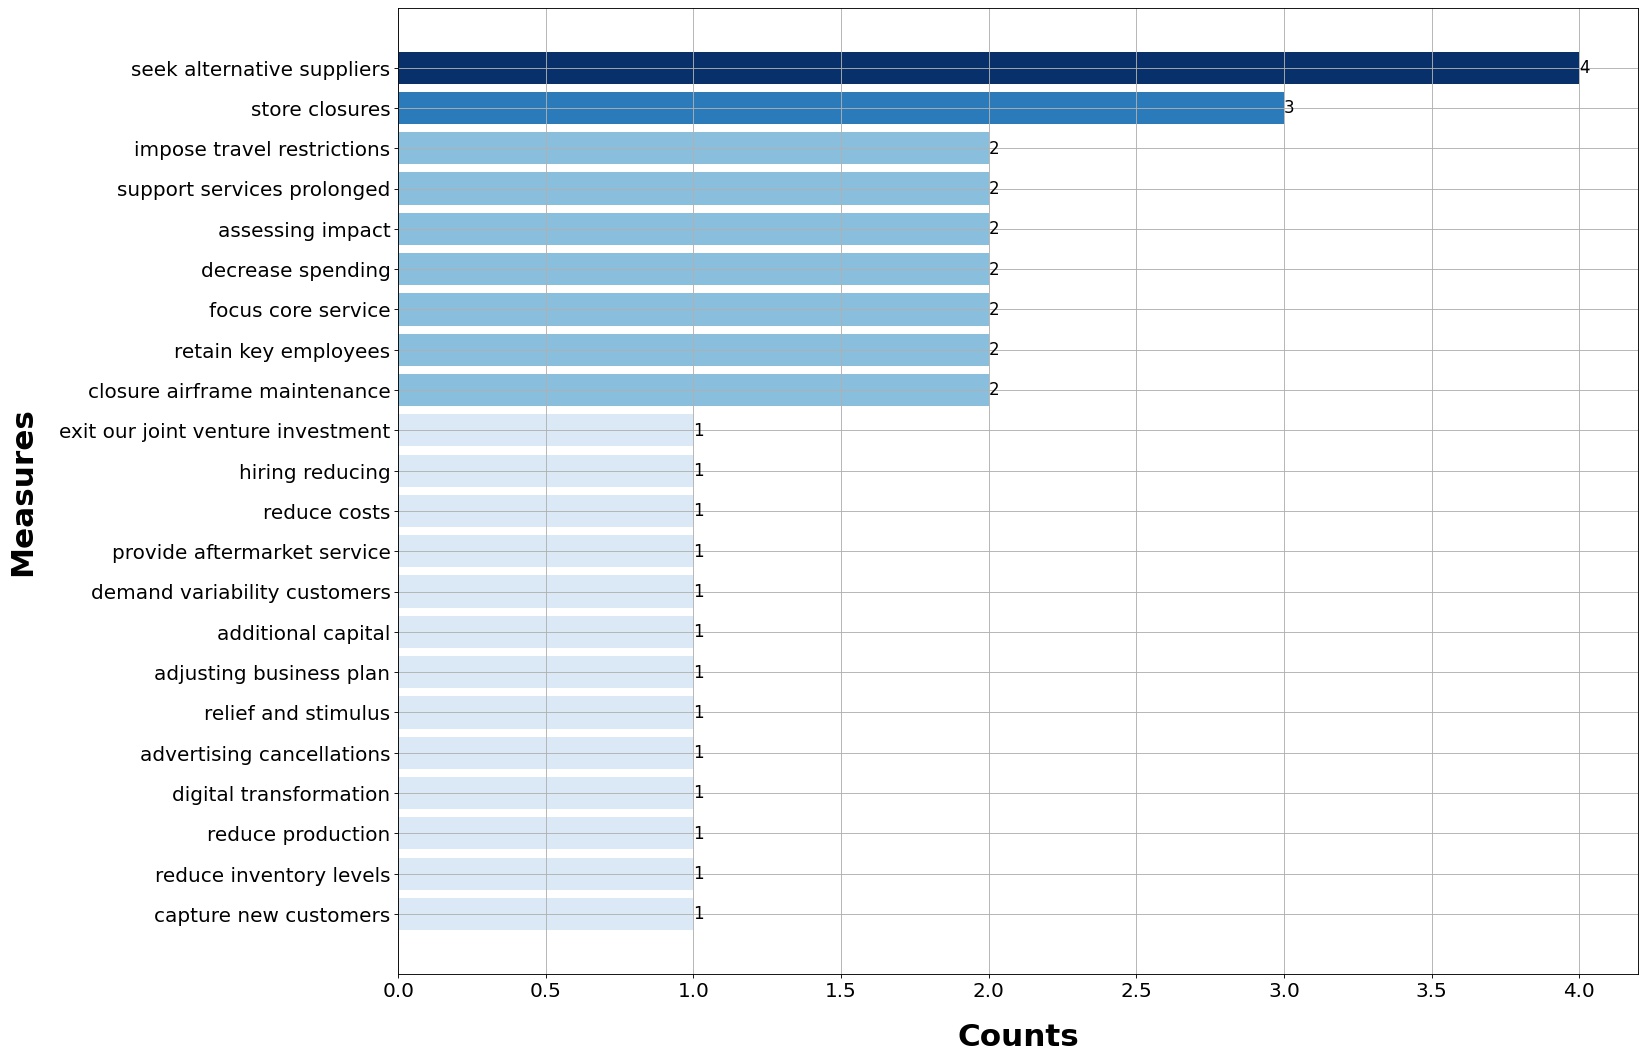 seek alternative suppliers 4
store closures 3
impose travel restrictions 2
support services prolonged 2
assessing impact 2
decrease spending 2
focus core service 2
retain key employees 2
closure airframe maintenance 2
exit our joint venture investment 1
hiring reducing 1
reduce costs 1
provide aftermarket service 1
demand variability customers 1
additional capital 1
adjusting business plan 1
relief and stimulus 1
advertising cancellations 1
digital transformation 1
reduce production 1
reduce inventory levels 1
capture new customers 1
Measures
0.0 0.5 1.0 1.5 2.0 2.5 3.0 3.5 4.0
Counts